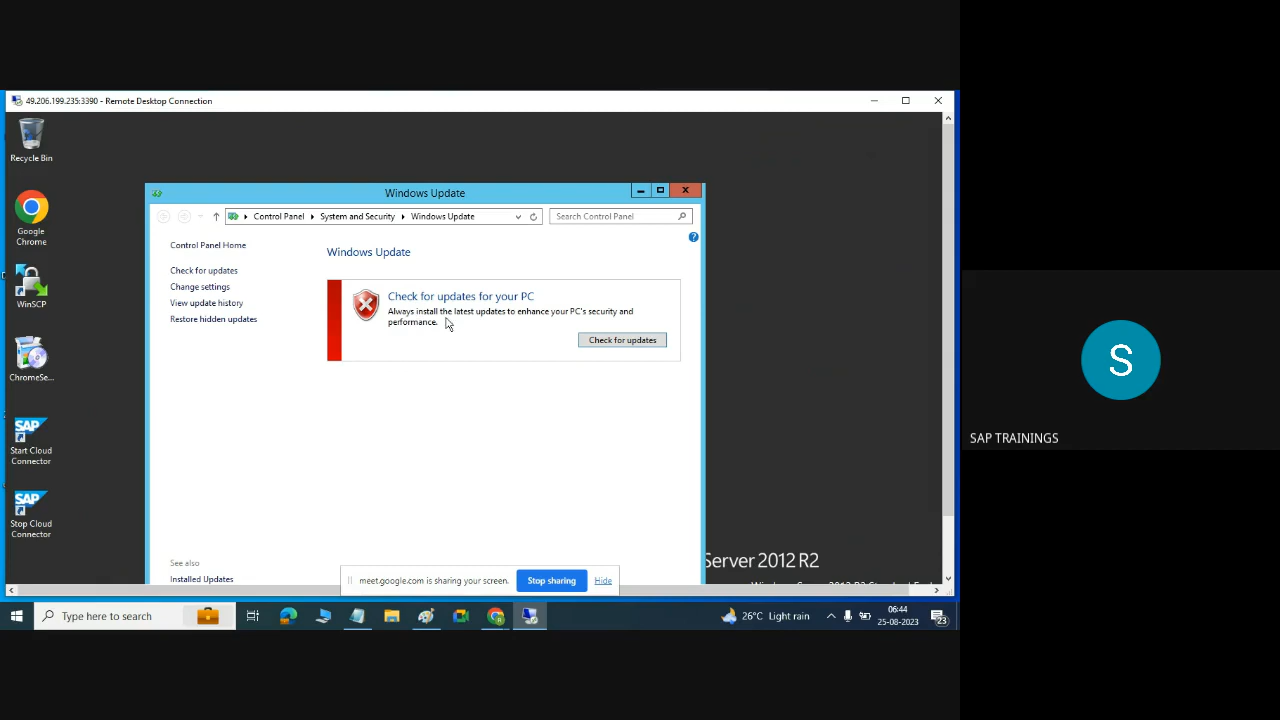 49.206.199.235:3390 - Remote Desktop Connection
Recycle Bin
Google
Chrome
WinSCP
ChromeSe...
Start Cloud
Connector
Stop Cloud
Connector
Windows Update
Control Panel
System and Security
Windows Update
Search Control Panel
Control Panel Home
Check for updates
Change settings
View update history
Restore hidden updates
Windows Update
Check for updates for your PC
Always install the latest updates to enhance your PC's security and
performance.
Check for updates
See also
Installed Updates
Server 2012 R2
meet.google.com is sharing your screen.
Stop sharing
Hide
Type here to search
26°C Light rain
06:44
25-08-2023
23
S
SAP TRAININGS